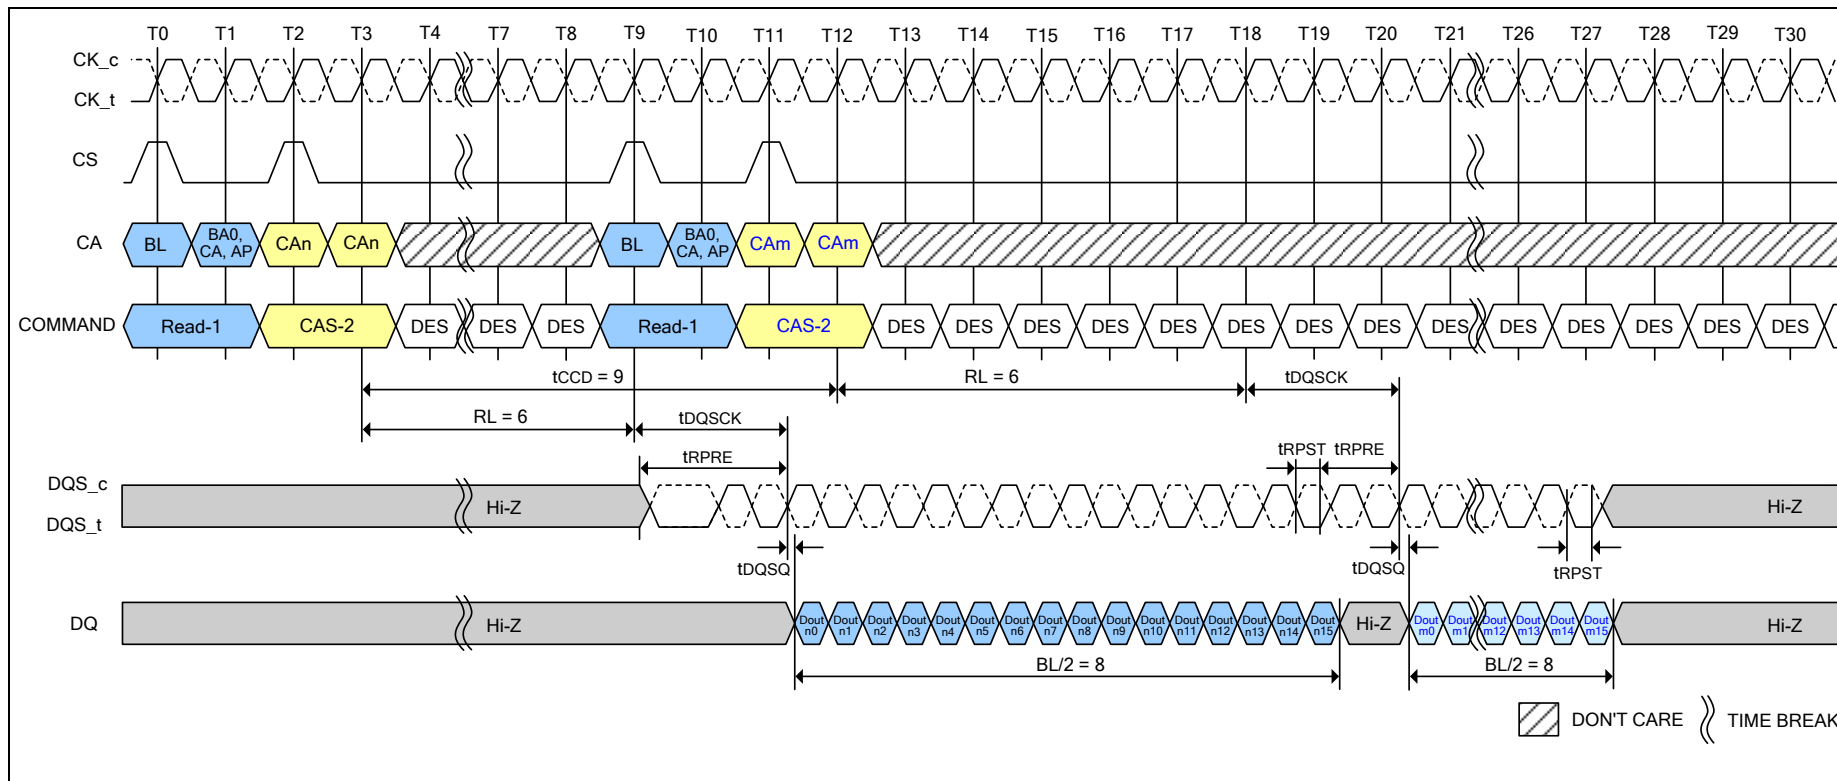 T0 T1 T2 T3 T4 T7 T8 T9 T10 T11 T12 T13 T14 T15 T16 T17 T18 T19 T20 T21 T26 T27 T28 T29 T30
CK_c
CK_t
CS
CA BL BA0, CA, AP CAn CAn BL BA0, CA, AP CAm CAm
COMMAND Read-1 CAS-2 DES DES DES Read-1 CAS-2 DES DES DES DES DES DES DES DES DES DES DES DES DES DES
tCCD = 9 RL = 6 tDQSCK
RL = 6 tDQSCK
tRPRE tRPST tRPRE
DQS_c
Hi-Z Hi-Z
DQS_t
tDQSQ tDQSQ tRPST
DQ Hi-Z Dout n0 Dout n1 Dout n2 Dout n3 Dout n4 Dout n5 Dout n6 Dout n7 Dout n8 Dout n9 Dout n10 Dout n11 Dout n12 Dout n13 Dout n14 Dout n15 Hi-Z Dout m0 Dout m1 Dout m12 Dout m13 Dout m14 Dout m15 Hi-Z
BL/2 = 8 BL/2 = 8
DON'T CARE TIME BREAK